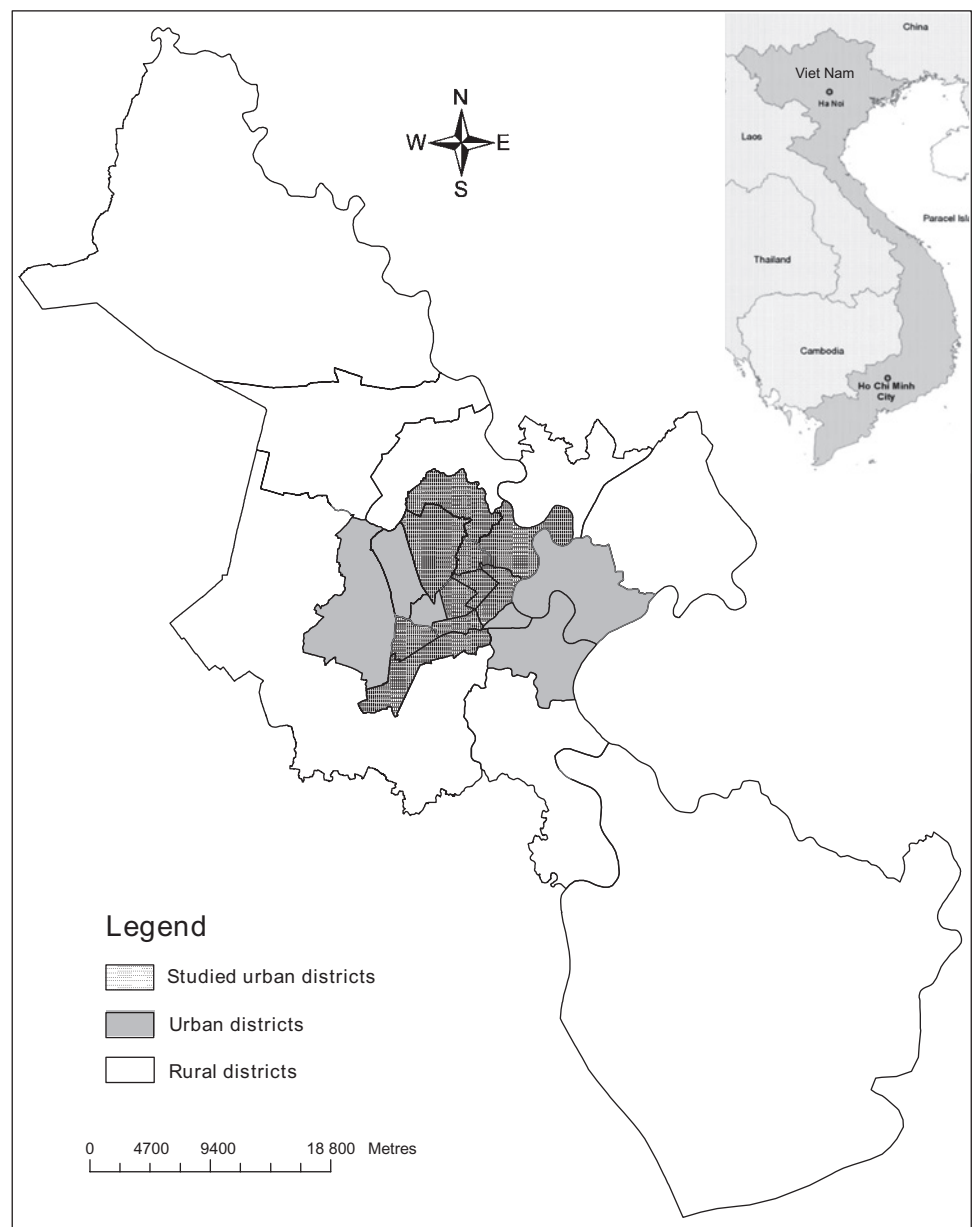 China
Viet Nam
Ha Noi
Laos
Paracel Isl
Thailand
Cambodia
Ho Chi Minh
City
N
W E
S
Legend
Studied urban districts
Urban districts
Rural districts
0 4700 9400 18 800 Metres